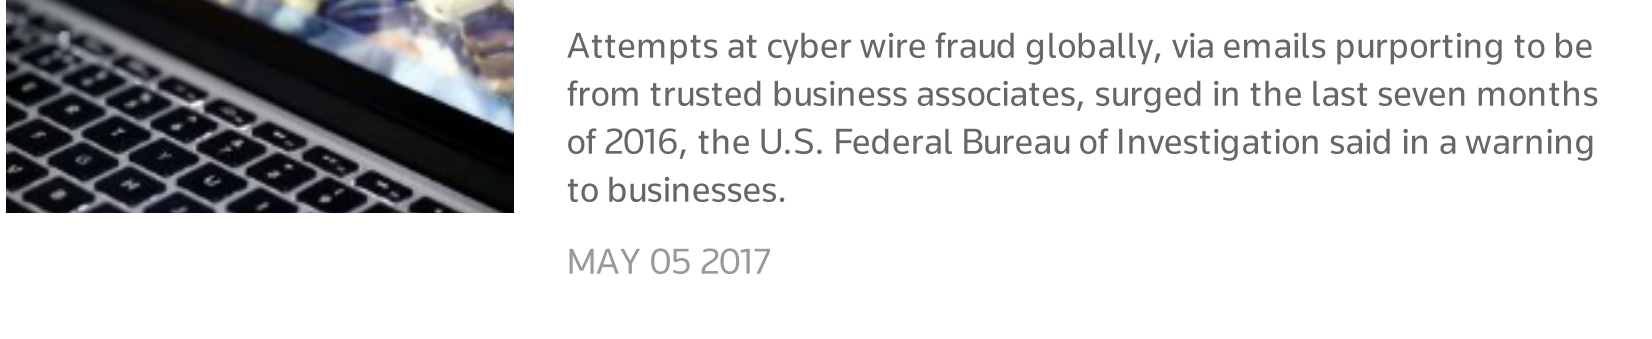 Attempts at cyber wire fraud globally, via emails purporting to be
from trusted business associates, surged in the last seven months
of 2016, the U.S. Federal Bureau of Investigation said in a warning
to businesses.
MAY 05 2017